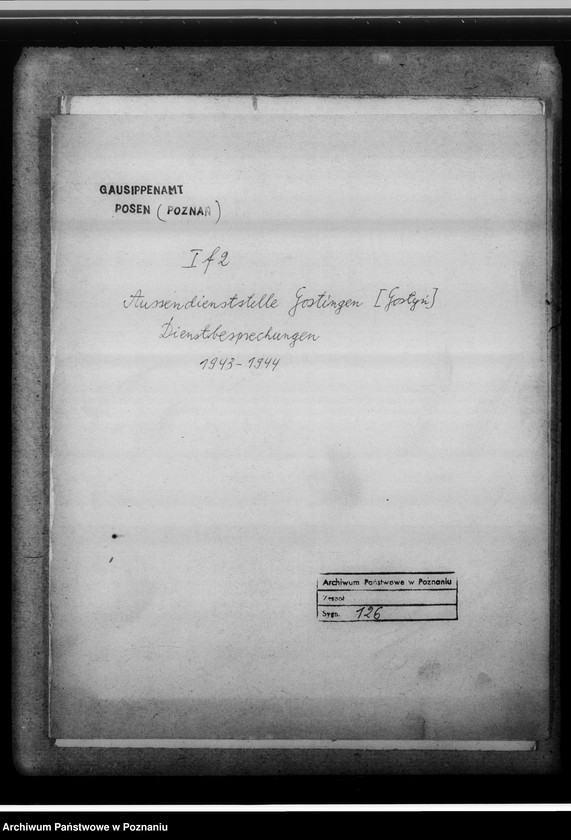 GAUSIPPENAMT
POSEN (POZNAŃ)
I f 2
Aussendienststelle Gostingen [Gostyń]
Dienstbesprechungen
1943-1944
Archiwum Państwowe w Poznaniu
Zespół
Sygn. 126
Archiwum Państwowe w Poznaniu